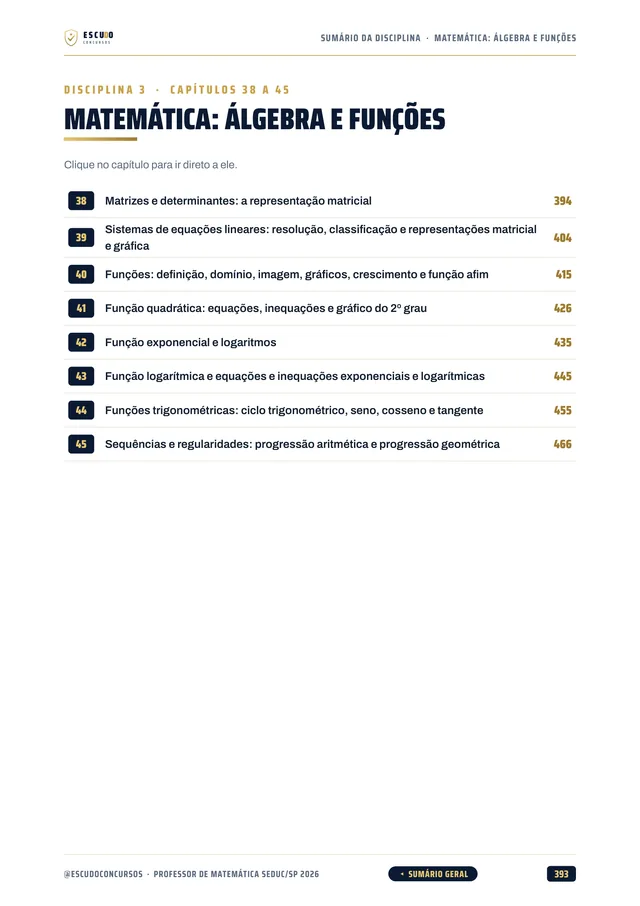 ESCUDO
CONCURSOS
SUMÁRIO DA DISCIPLINA · MATEMÁTICA: ÁLGEBRA E FUNÇÕES
DISCIPLINA 3 · CAPÍTULOS 38 A 45
MATEMÁTICA: ÁLGEBRA E FUNÇÕES
Clique no capítulo para ir direto a ele.
38 Matrizes e determinantes: a representação matricial 394
39 Sistemas de equações lineares: resolução, classificação e representações matricial
e gráfica 404
40 Funções: definição, domínio, imagem, gráficos, crescimento e função afim 415
41 Função quadrática: equações, inequações e gráfico do 2º grau 426
42 Função exponencial e logaritmos 435
43 Função logarítmica e equações e inequações exponenciais e logarítmicas 445
44 Funções trigonométricas: ciclo trigonométrico, seno, cosseno e tangente 455
45 Sequências e regularidades: progressão aritmética e progressão geométrica 466
@ESCUDOCONCURSOS · PROFESSOR DE MATEMÁTICA SEDUC/SP 2026
SUMÁRIO GERAL
393